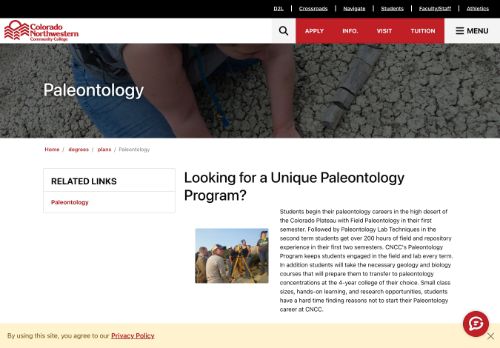 D2L
Crossroads
Navigate
Students
Faculty/Staff
Athletics
Colorado
Northwestern
Community College
APPLY
INFO.
VISIT
TUITION
MENU
Paleontology
Home / degrees / plans / Paleontology
RELATED LINKS
Paleontology
Looking for a Unique Paleontology
Program?
Students begin their paleontology careers in the high desert of
the Colorado Plateau with Field Paleontology in their first
semester. Followed by Paleontology Lab Techniques in the
second term students get over 200 hours of field and repository
experience in their first two semesters. CNCC's Paleontology
Program keeps students engaged in the field and lab every term.
In addition students will take the necessary geology and biology
courses that will prepare them to transfer to paleontology
concentrations at the 4-year college of their choice. Small class
sizes, hands-on learning, and research opportunities, students
have a hard time finding reasons not to start their Paleontology
career at CNCC.
By using this site, you agree to our Privacy Policy